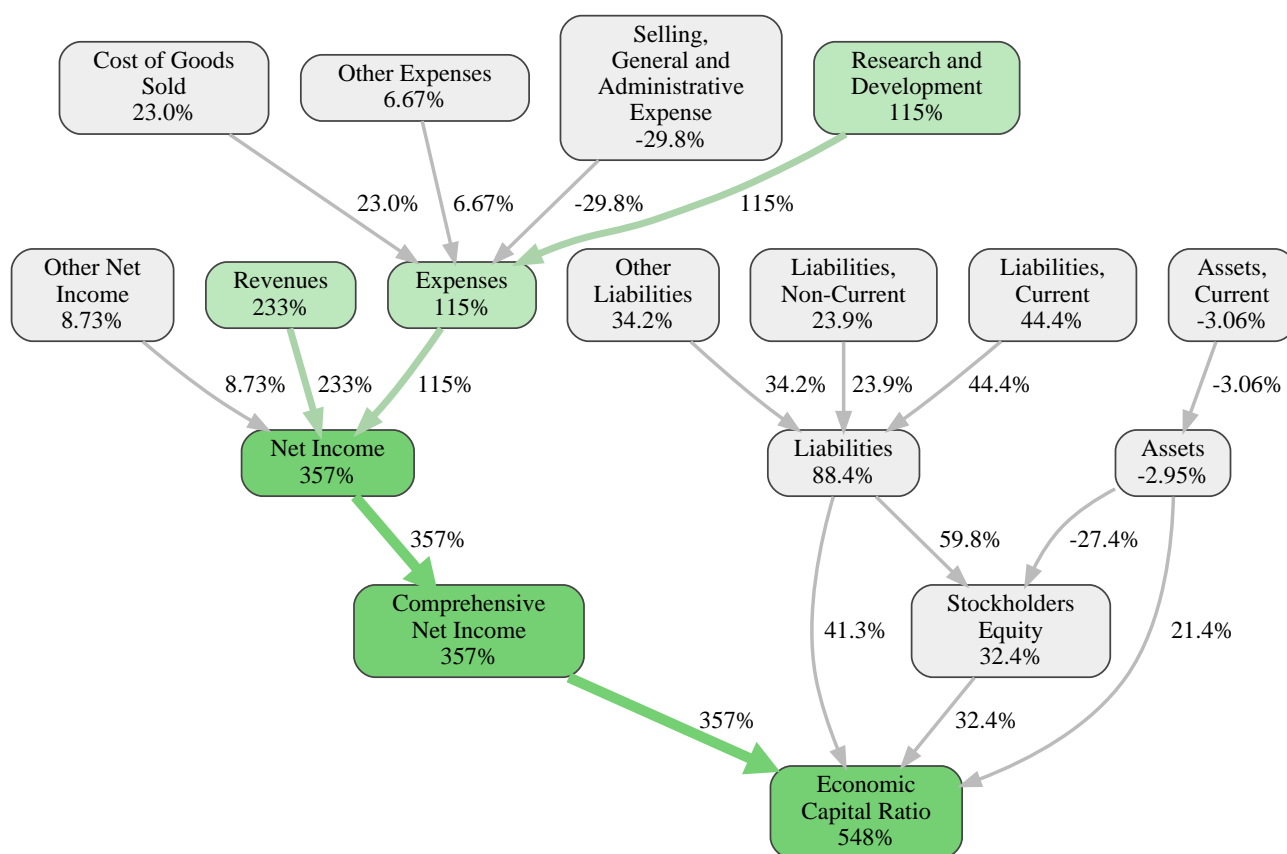 Cost of Goods
Sold
23.0%
Other Expenses
6.67%
Selling,
General and
Administrative
Expense
-29.8%
Research and
Development
115%
23.0%
6.67%
-29.8%
115%
Other Net
Income
8.73%
Revenues
233%
Expenses
115%
Other
Liabilities
34.2%
Liabilities,
Non-Current
23.9%
Liabilities,
Current
44.4%
Assets,
Current
-3.06%
8.73%
233%
115%
34.2%
23.9%
44.4%
-3.06%
Net Income
357%
Liabilities
88.4%
Assets
-2.95%
357%
59.8%
-27.4%
Comprehensive
Net Income
357%
41.3%
Stockholders
Equity
32.4%
21.4%
357%
32.4%
Economic
Capital Ratio
548%